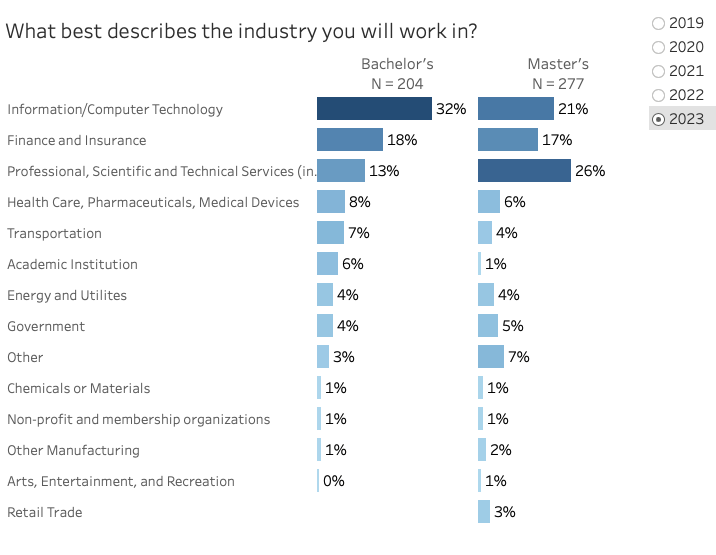 What best describes the industry you will work in?
2019
2020
2021
2022
2023
Bachelor's Master's
N = 204 N = 277
Information/Computer Technology 32% 21%
Finance and Insurance 18% 17%
Professional, Scientific and Technical Services (in.. 13% 26%
Health Care, Pharmaceuticals, Medical Devices 8% 6%
Transportation 7% 4%
Academic Institution 6% 1%
Energy and Utilites 4% 4%
Government 4% 5%
Other 3% 7%
Chemicals or Materials 1% 1%
Non-profit and membership organizations 1% 1%
Other Manufacturing 1% 2%
Arts, Entertainment, and Recreation 0% 1%
Retail Trade 3%